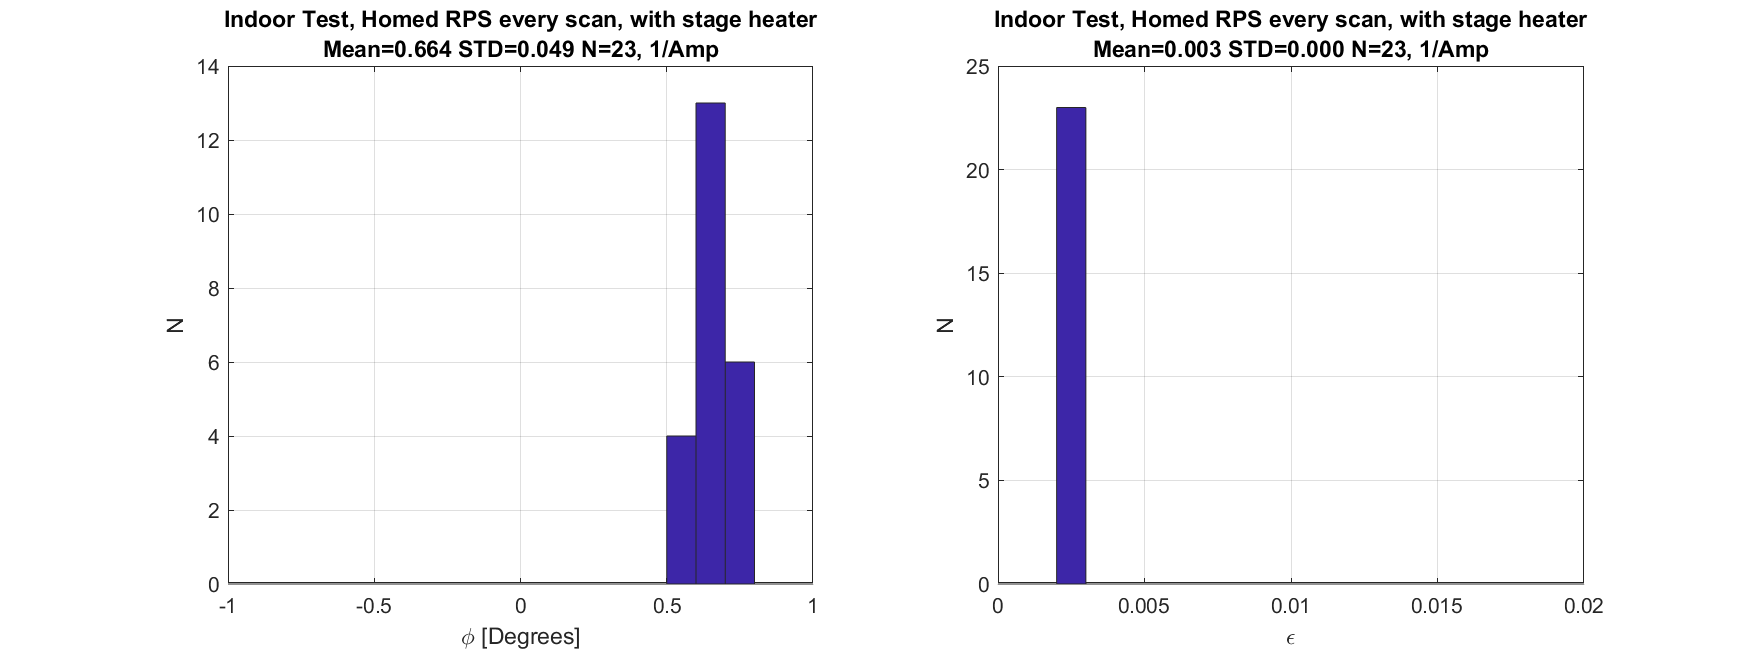 Indoor Test, Homed RPS every scan, with stage heater
Mean=0.664 STD=0.049 N=23, 1/Amp
14
12
10
8
6
4
2
0
N
-1 -0.5 0 0.5 1
ϕ [Degrees]
Indoor Test, Homed RPS every scan, with stage heater
Mean=0.003 STD=0.000 N=23, 1/Amp
25
20
15
10
5
0
N
0 0.005 0.01 0.015 0.02
ϵ